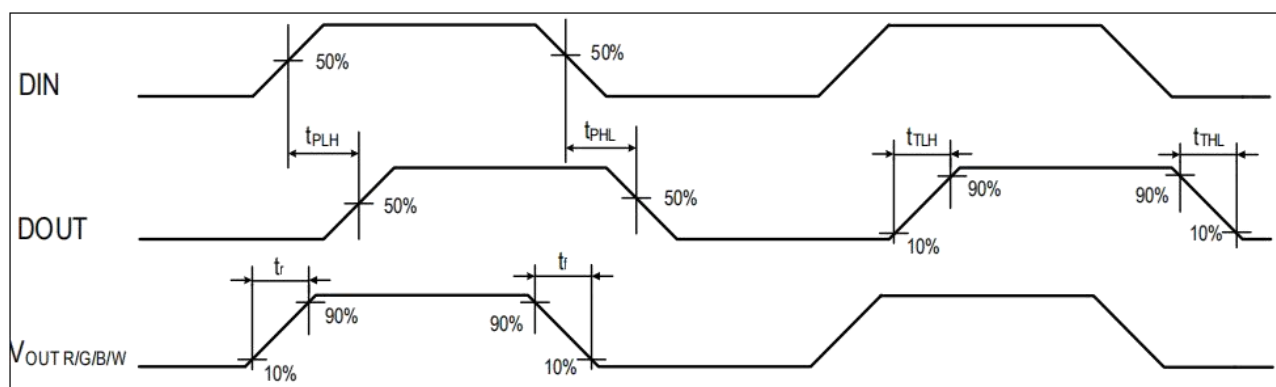 DIN
50%
50%
tPLH
tPHL
tTLH
tTHL
DOUT
50%
50%
90%
90%
10%
10%
tr
tf
90%
90%
VOUT R/G/B/W
10%
10%